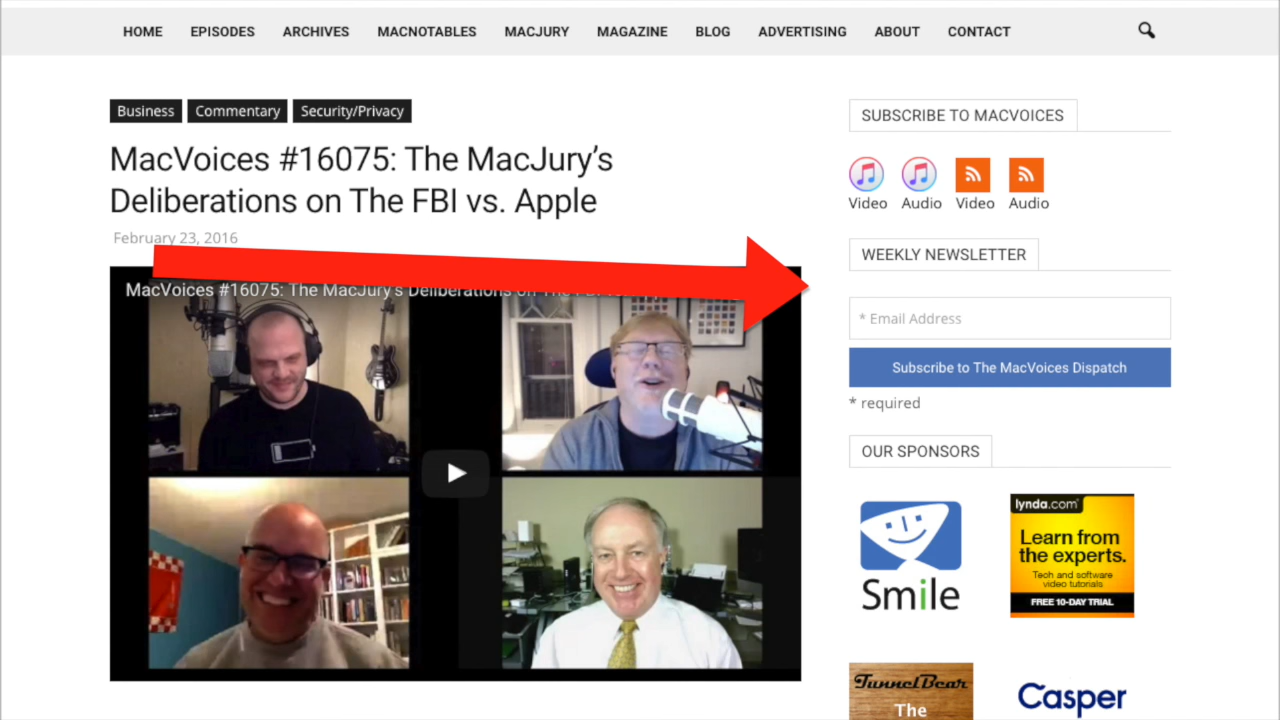 HOME EPISODES ARCHIVES MACNOTABLES MACJURY MAGAZINE BLOG ADVERTISING ABOUT CONTACT
Business Commentary Security/Privacy
MacVoices #16075: The MacJury's
Deliberations on The FBI vs. Apple
February 23, 2016
MacVoices #16075: The MacJury's Deliberations on
SUBSCRIBE TO MACVOICES
Video Audio Video Audio
WEEKLY NEWSLETTER
* Email Address
Subscribe to The MacVoices Dispatch
* required
OUR SPONSORS
Smile
lynda.com
Learn from
the experts.
Tech and software
video tutorials
FREE 10-DAY TRIAL
TunnelBear
The
Casper